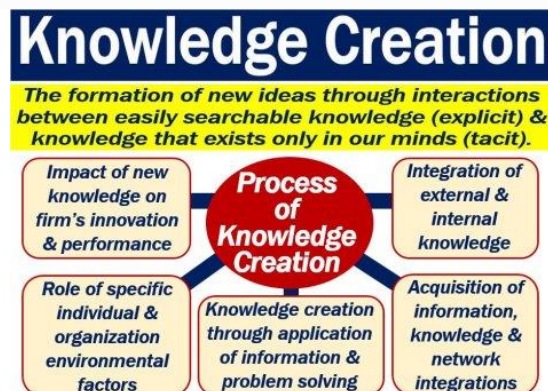 Knowledge Creation
The formation of new ideas through interactions
between easily searchable knowledge (explicit) &
knowledge that exists only in our minds (tacit).
Impact of new
knowledge on
firm's innovation
& performance
Process
of
Knowledge
Creation
Integration of
external &
internal
knowledge
Role of specific
individual &
organization
environmental
factors
Knowledge creation
through application
of information &
problem solving
Acquisition of
information,
knowledge &
network
integrations